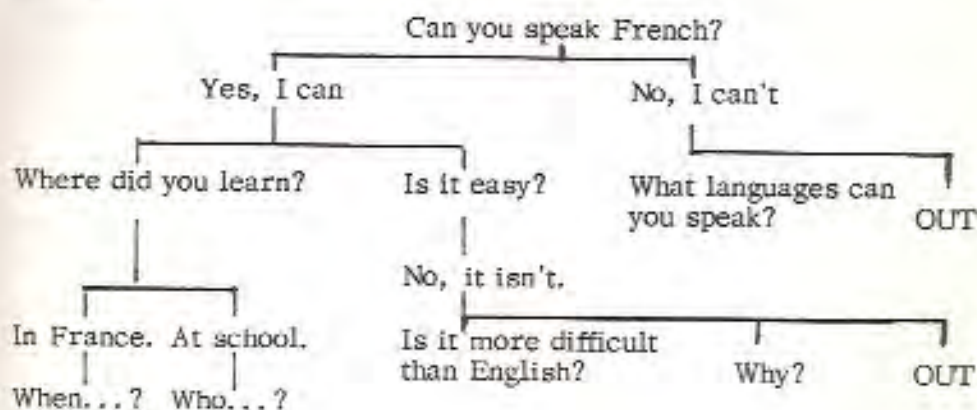 Can you speak French?
Yes, I can
No, I can't
Where did you learn?
Is it easy?
What languages can
you speak?
OUT
No, it isn't.
In France.
At school.
Is it more difficult
than English?
Why?
OUT
When...?
Who...?